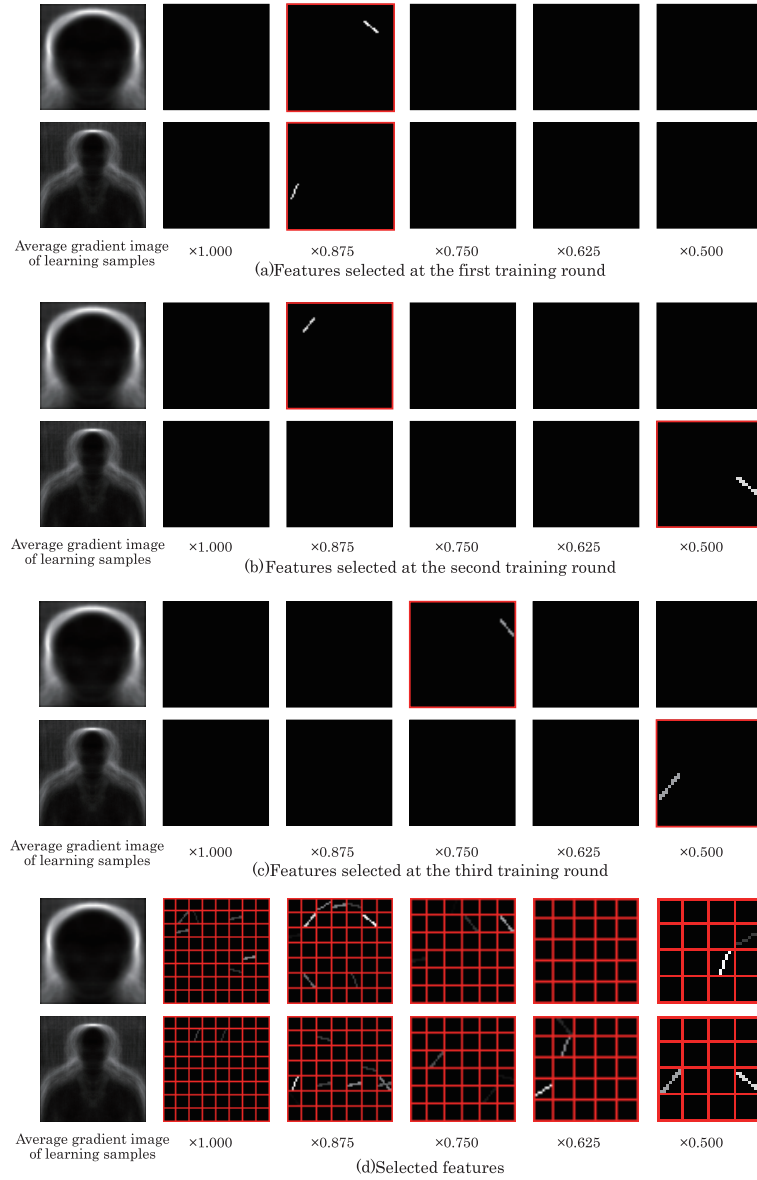 Average gradient image
of learning samples
×1.000
×0.875
×0.750
×0.625
×0.500
(a)Features selected at the first training round
Average gradient image
of learning samples
×1.000
×0.875
×0.750
×0.625
×0.500
(b)Features selected at the second training round
Average gradient image
of learning samples
×1.000
×0.875
×0.750
×0.625
×0.500
(c)Features selected at the third training round
Average gradient image
of learning samples
×1.000
×0.875
×0.750
×0.625
×0.500
(d)Selected features